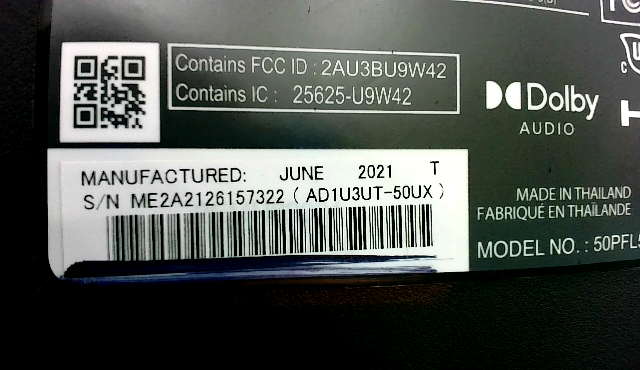 Contains FCC ID : 2AU3BU9W42
Contains IC : 25625-U9W42
Dolby
AUDIO
MANUFACTURED: JUNE 2021 T
S/N ME2A2126157322 ( AD1U3UT-50UX )
MADE IN THAILAND
FABRIQUÉ EN THAÏLANDE
MODEL NO. : 50PFL5